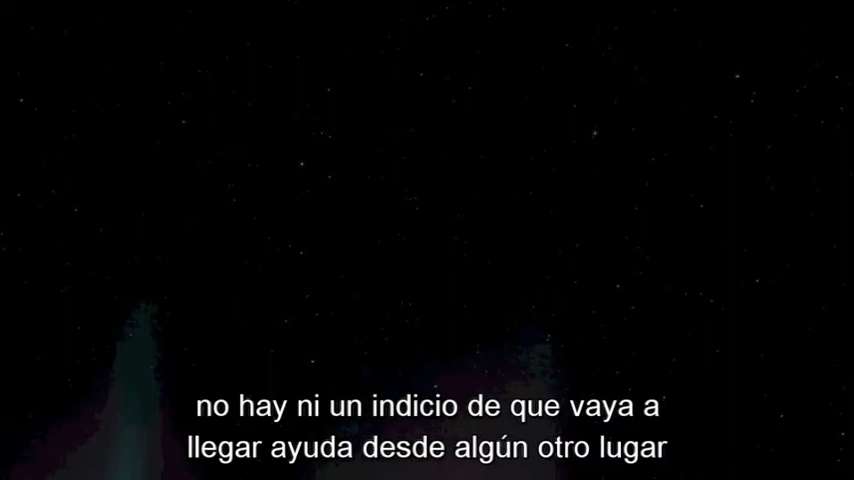 no hay ni un indicio de que vaya a
llegar ayuda desde algún otro lugar